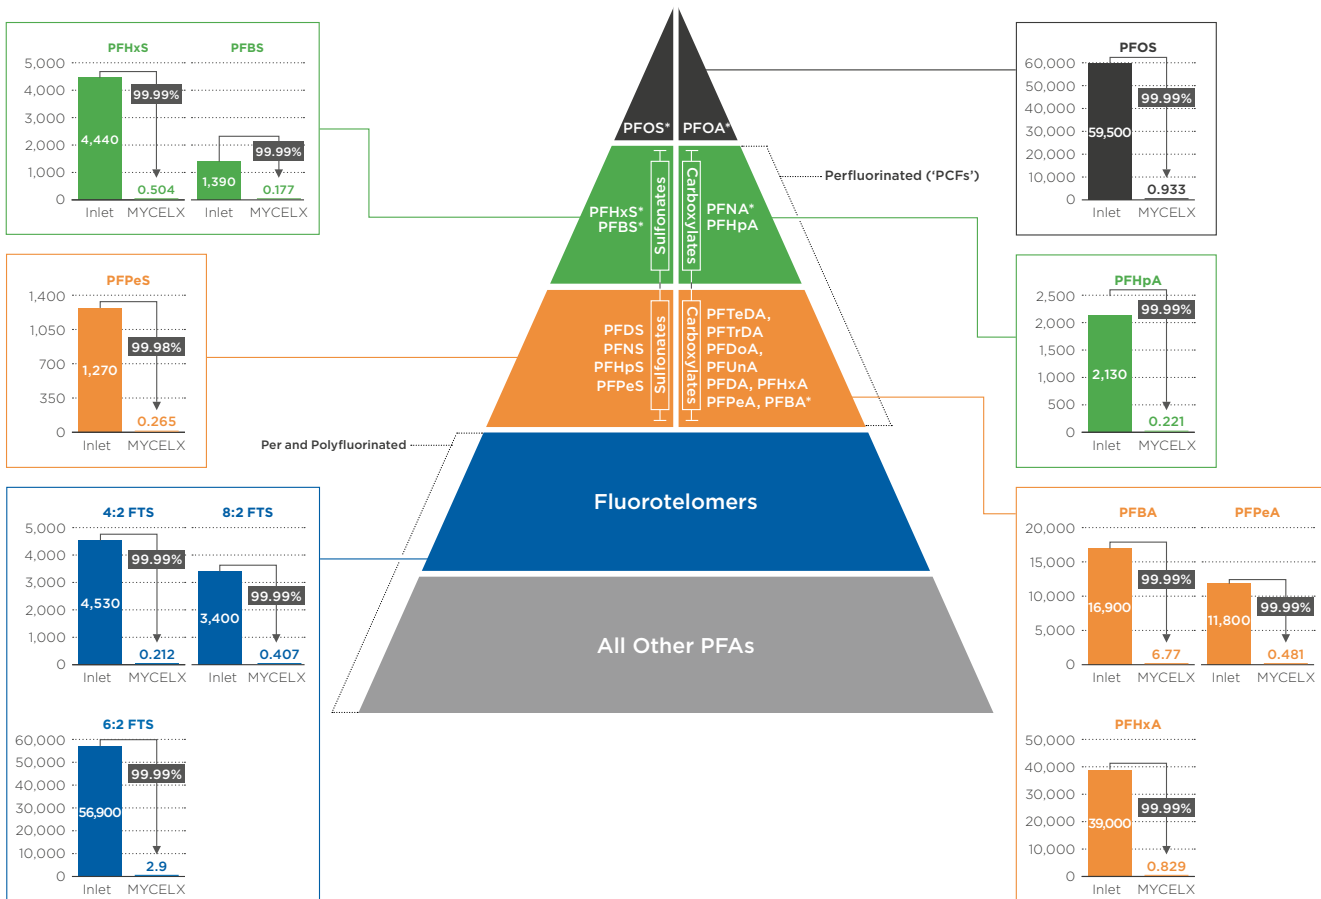 PFHxS
PFBS
5,000
4,000
3,000
2,000
1,000
0
99.99%
4,440
0.504
99.99%
1,390
0.177
Inlet
MYCELX
Inlet
MYCELX
PFPeS
1,400
1,050
700
350
0
99.98%
1,270
0.265
Inlet
MYCELX
4:2 FTS
8:2 FTS
5,000
4,000
3,000
2,000
1,000
0
99.99%
4,530
0.212
99.99%
3,400
0.407
Inlet
MYCELX
Inlet
MYCELX
6:2 FTS
60,000
50,000
40,000
30,000
20,000
10,000
0
99.99%
56,900
2.9
Inlet
MYCELX
PFOS*
PFOA*
Perfluorinated (‘PCFs’)
PFHxS*
PFBS*
Sulfonates
Carboxylates
PFNA*
PFHpA
PFDS
PFNS
PFHpS
PFPeS
Sulfonates
Carboxylates
PFTeDA,
PFTrDA
PFDoA,
PFUnA
PFDA, PFHxA
PFPeA, PFBA*
Per and Polyfluorinated
Fluorotelomers
All Other PFAs
PFOS
60,000
50,000
40,000
30,000
20,000
10,000
0
99.99%
59,500
0.933
Inlet
MYCELX
PFHpA
2,500
2,000
1,500
1,000
500
0
99.99%
2,130
0.221
Inlet
MYCELX
PFBA
PFPeA
20,000
15,000
10,000
5,000
0
99.99%
16,900
6.77
99.99%
11,800
0.481
Inlet
MYCELX
Inlet
MYCELX
PFHxA
50,000
40,000
30,000
20,000
10,000
0
99.99%
39,000
0.829
Inlet
MYCELX